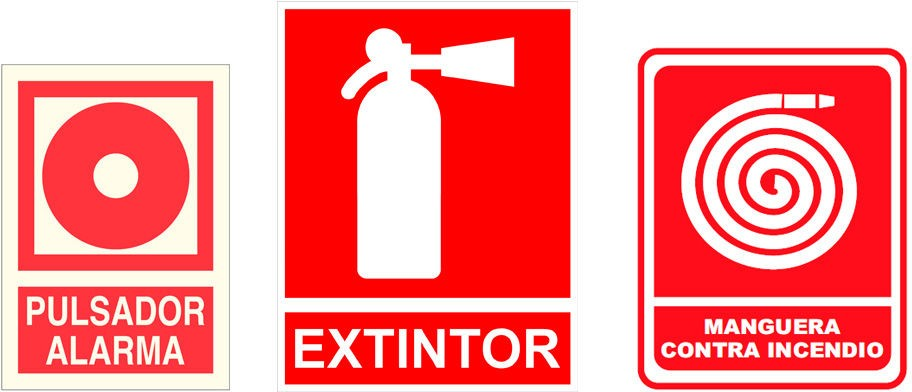 PULSADOR
ALARMA
EXTINTOR
MANGUERA
CONTRA INCENDIO